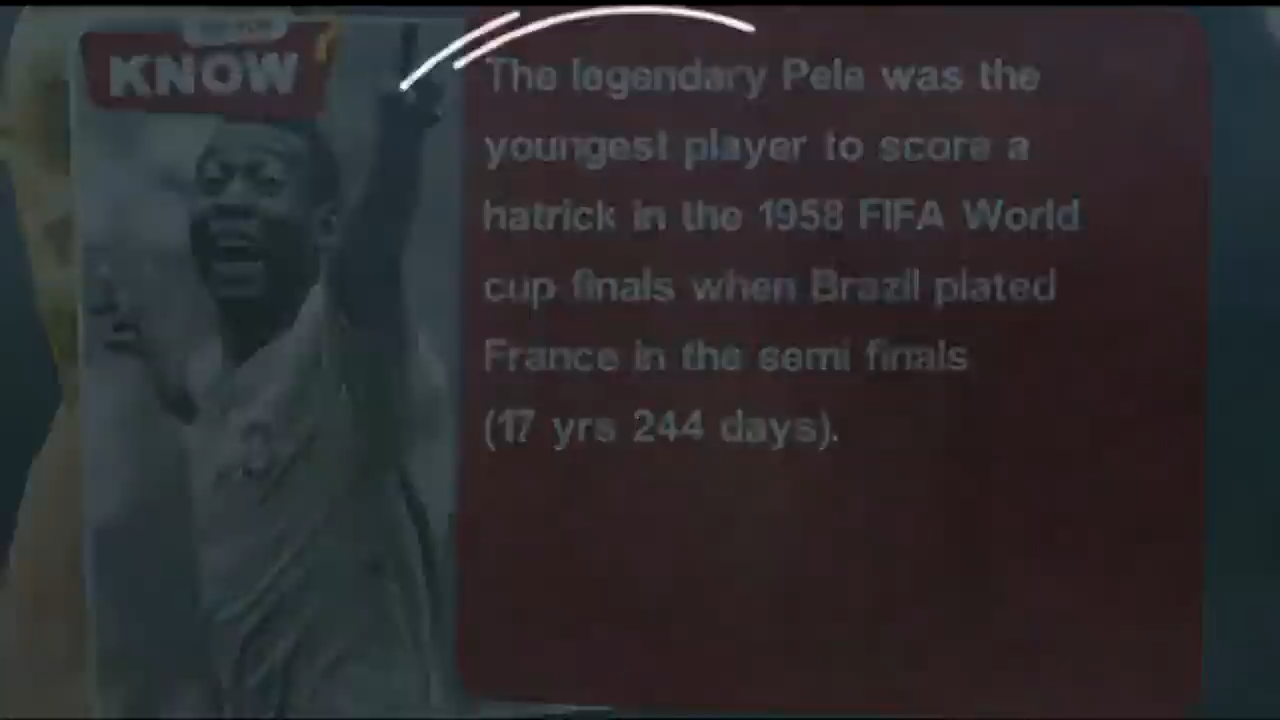 KNOW
The legendary Pele was the
youngest player to score a
hatrick in the 1958 FIFA World
cup finals when Brazil plated
France in the semi finals
(17 yrs 244 days).